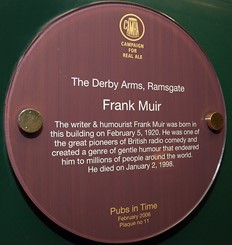 CAMRA
CAMPAIGN
FOR
REAL ALE
The Derby Arms, Ramsgate
Frank Muir
The writer & humourist Frank Muir was born in
this building on February 5, 1920. He was one of
the great pioneers of British radio comedy and
created a genre of gentle humour that endeared
him to millions of people around the world.
He died on January 2, 1998.
Pubs in Time
February 2006
Plaque no 11